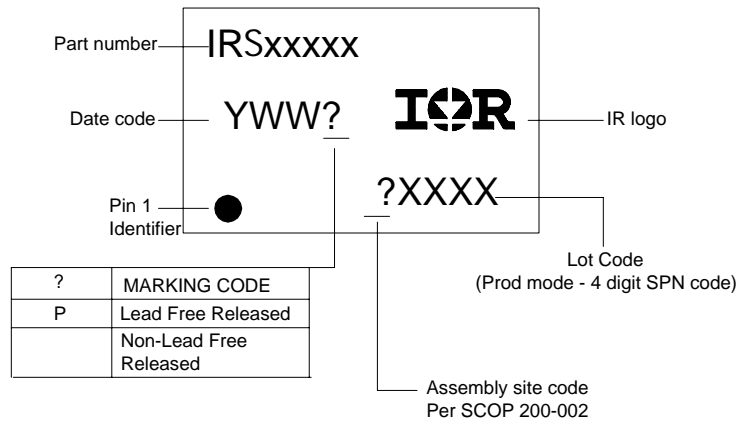 Part number
IRSxxxxx
Date code
YWW?
IOR
IR logo
?XXXX
Pin 1
Identifier
Lot Code
(Prod mode - 4 digit SPN code)
? MARKING CODE
P Lead Free Released
Non-Lead Free
Released
Assembly site code
Per SCOP 200-002